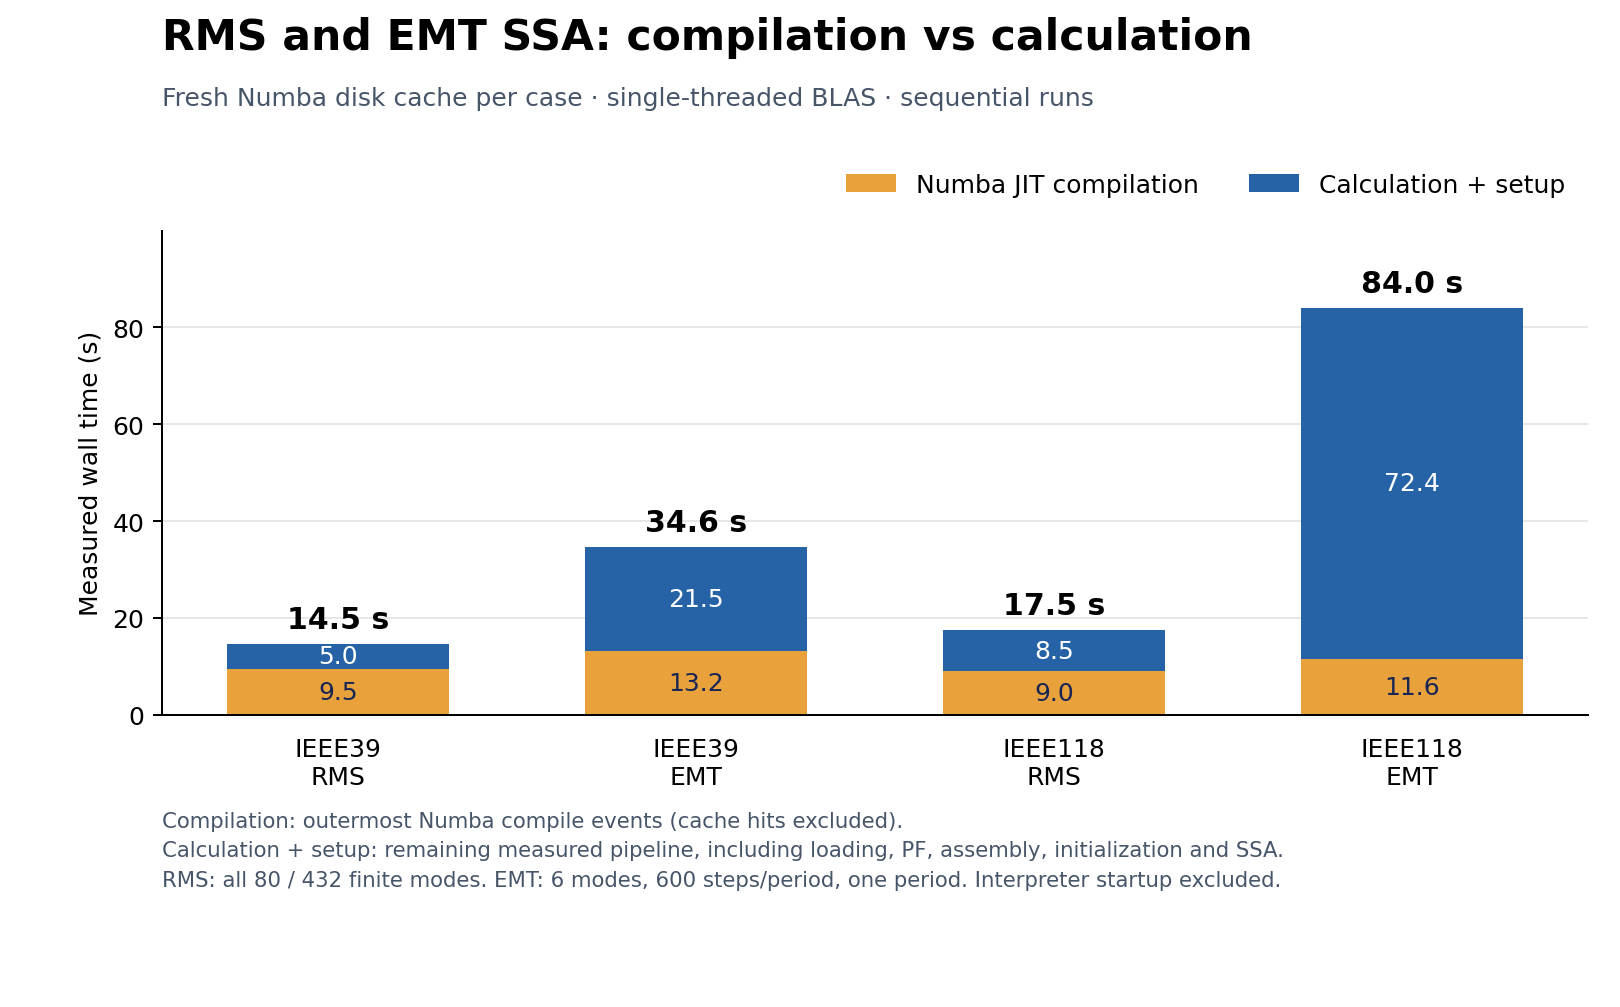 RMS and EMT SSA: compilation vs calculation
Fresh Numba disk cache per case · single-threaded BLAS · sequential runs
Numba JIT compilation
Calculation + setup
Measured wall time (s)
80
60
40
20
0
14.5 s
5.0
9.5
34.6 s
21.5
13.2
17.5 s
8.5
9.0
84.0 s
72.4
11.6
IEEE39
RMS
IEEE39
EMT
IEEE118
RMS
IEEE118
EMT
Compilation: outermost Numba compile events (cache hits excluded).
Calculation + setup: remaining measured pipeline, including loading, PF, assembly, initialization and SSA.
RMS: all 80 / 432 finite modes. EMT: 6 modes, 600 steps/period, one period. Interpreter startup excluded.